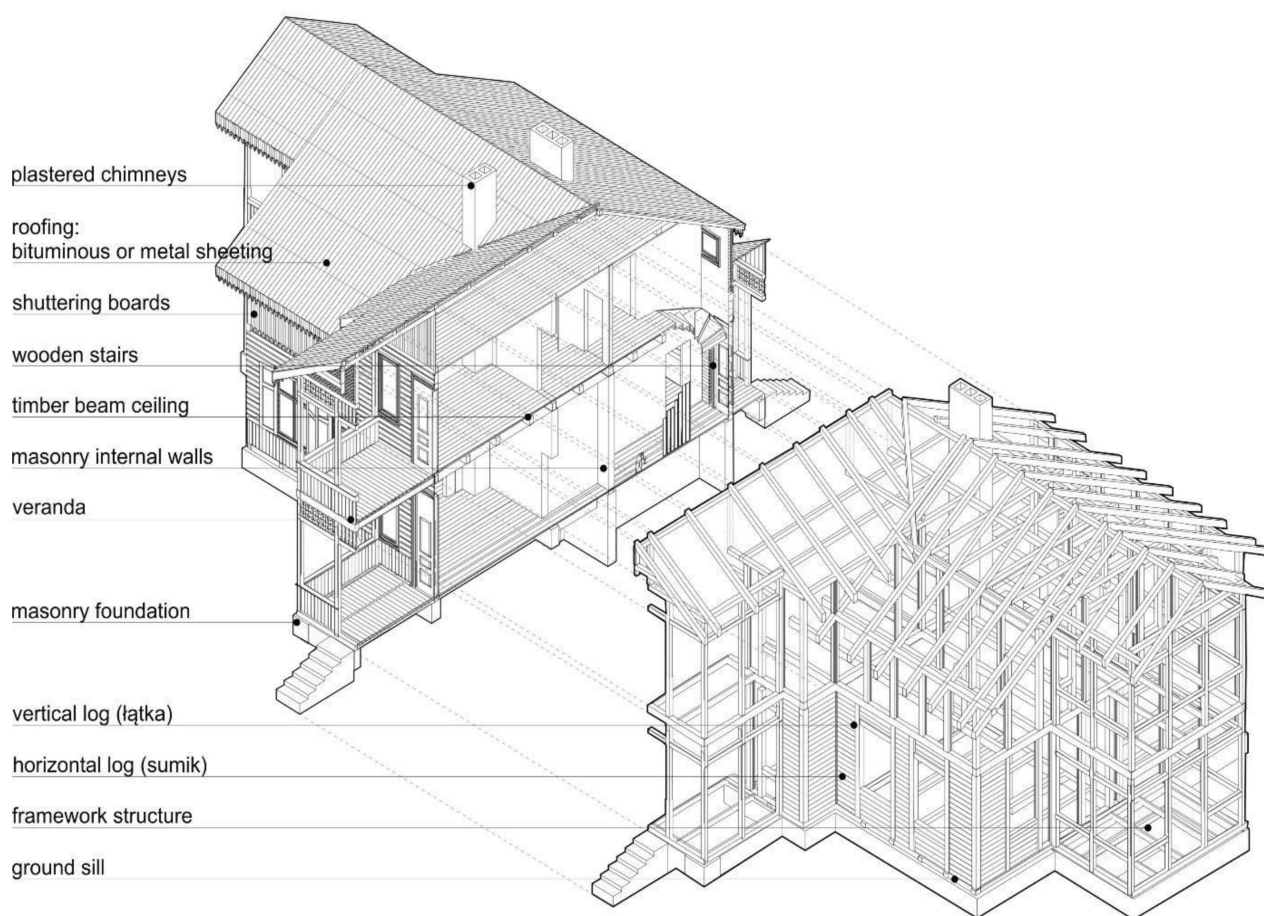 plastered chimneys
roofing:
bituminous or metal sheeting
shuttering boards
wooden stairs
timber beam ceiling
masonry internal walls
veranda
masonry foundation
vertical log (łątka)
horizontal log (sumik)
framework structure
ground sill